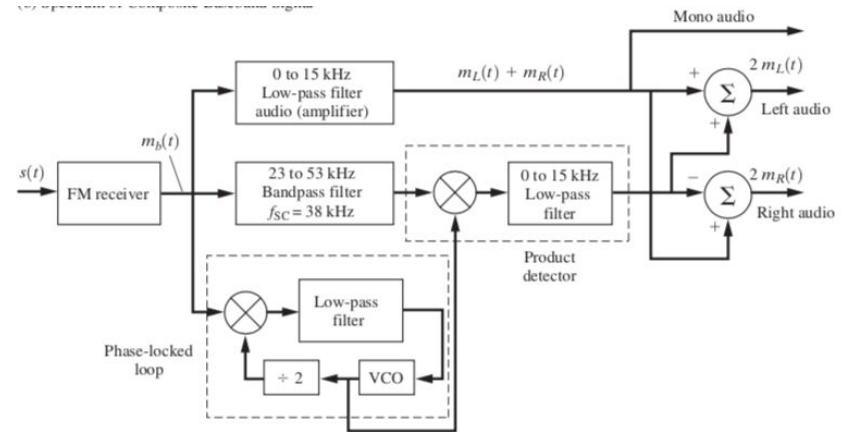 Mono audio
0 to 15 kHz
Low-pass filter
audio (amplifier)
m_L(t) + m_R(t)
+
Σ
2 m_L(t)
Left audio
+
m_b(t)
s(t)
FM receiver
23 to 53 kHz
Bandpass filter
f_SC = 38 kHz
0 to 15 kHz
Low-pass
filter
−
Σ
2 m_R(t)
Right audio
+
Product
detector
Low-pass
filter
Phase-locked
loop
÷ 2
VCO